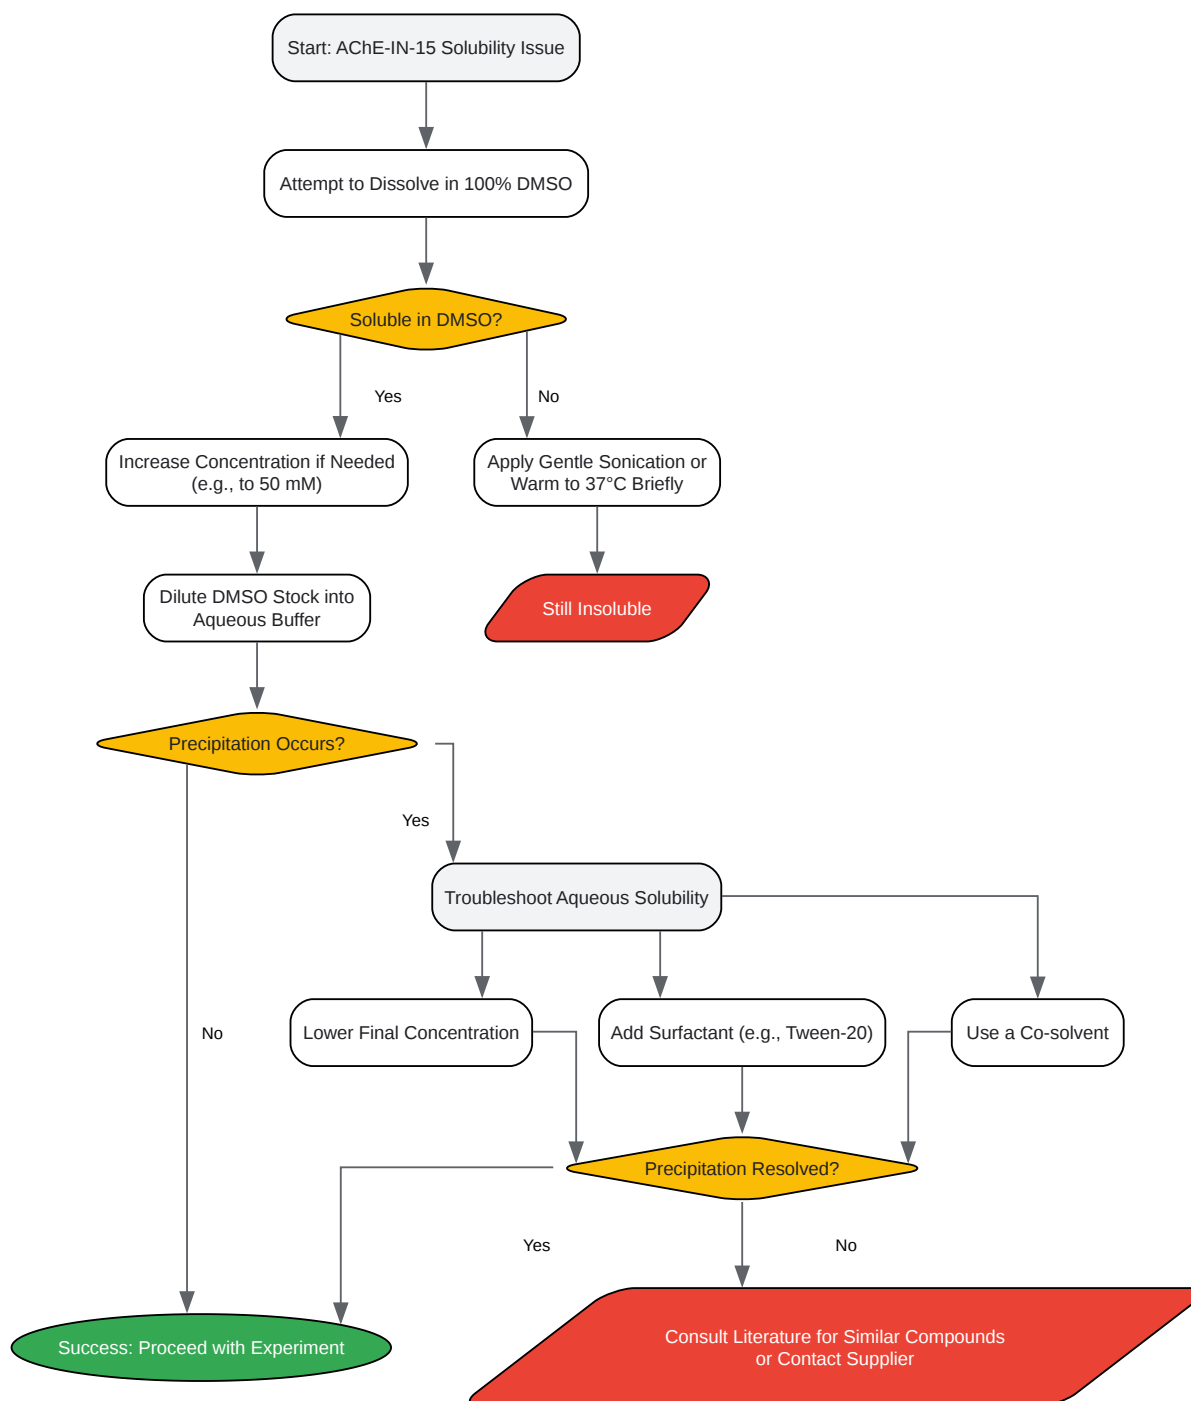 Start: AChE-IN-15 Solubility Issue
Attempt to Dissolve in 100% DMSO
Soluble in DMSO?
Yes
No
Increase Concentration if Needed
(e.g., to 50 mM)
Apply Gentle Sonication or
Warm to 37°C Briefly
Dilute DMSO Stock into
Aqueous Buffer
Still Insoluble
Precipitation Occurs?
Yes
Troubleshoot Aqueous Solubility
No
Lower Final Concentration
Add Surfactant (e.g., Tween-20)
Use a Co-solvent
Precipitation Resolved?
Yes
No
Success: Proceed with Experiment
Consult Literature for Similar Compounds
or Contact Supplier